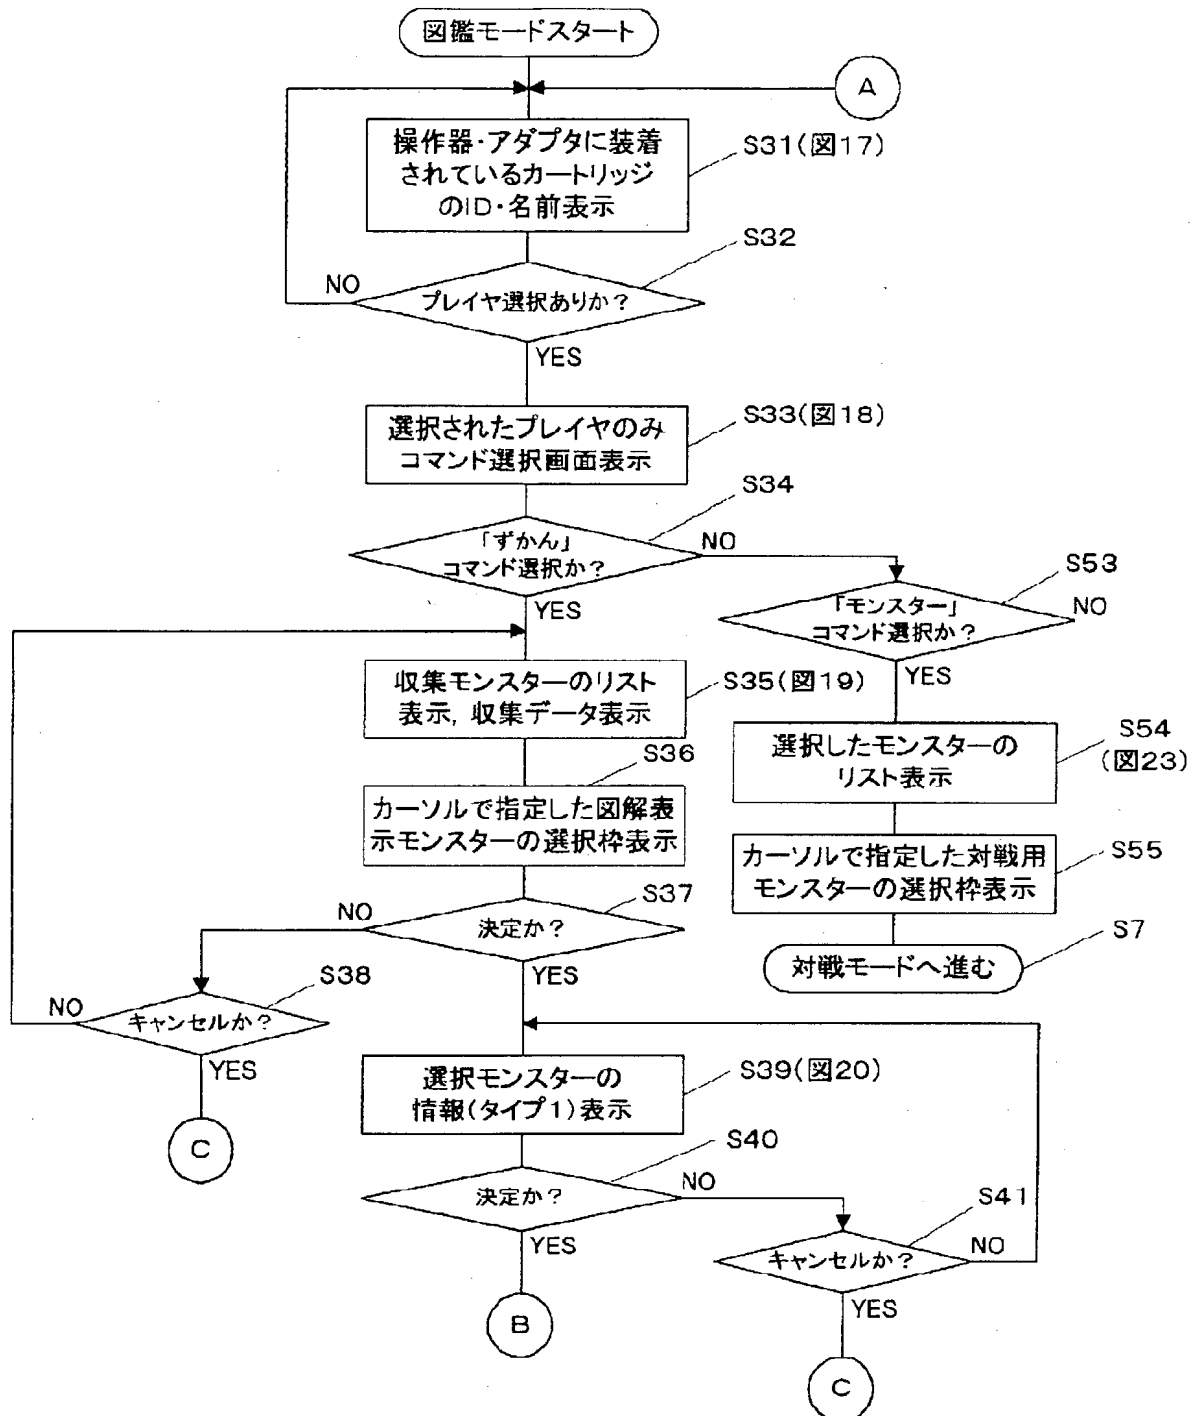 図鑑モードスタート
A
操作器・アダプタに装着
されているカートリッジ
のID・名前表示
S31(図17)
S32
NO
プレイヤ選択ありか？
YES
選択されたプレイヤのみ
コマンド選択画面表示
S33(図18)
S34
「ずかん」
コマンド選択か？
NO
YES
S53
「モンスター」
コマンド選択か？
NO
YES
収集モンスターのリスト
表示, 収集データ表示
S35(図19)
S36
選択したモンスターの
リスト表示
S54
(図23)
カーソルで指定した図解表
示モンスターの選択枠表示
カーソルで指定した対戦用
モンスターの選択枠表示
S55
S37
NO
決定か？
YES
S7
対戦モードへ進む
S38
NO
キャンセルか？
YES
C
選択モンスターの
情報(タイプ1)表示
S39(図20)
S40
決定か？
NO
YES
S41
キャンセルか？
NO
YES
B
C